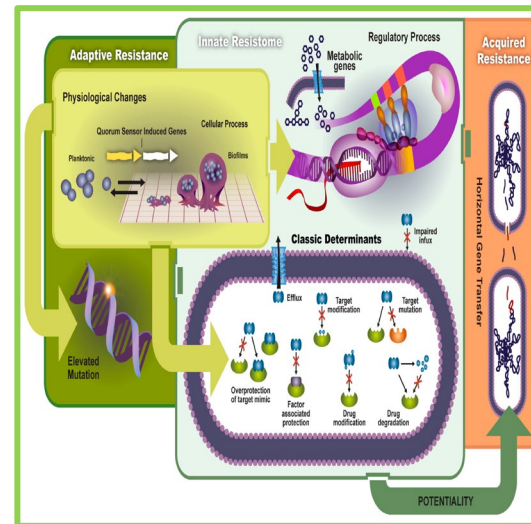 Adaptive Resistance
Innate Resistome
Acquired
Resistance
Physiological Changes
Quorum Sensor Induced Genes
Cellular Process
Planktonic
Biofilms
Elevated
Mutation
Metabolic
genes
Regulatory Process
Classic Determinants
Impaired
infux
Efflux
Target
modification
Target
mutation
Overprotection
of target mimic
Factor
associated
protection
Drug
modification
Drug
degradation
Horizontal Gene Transfer
POTENTIALITY